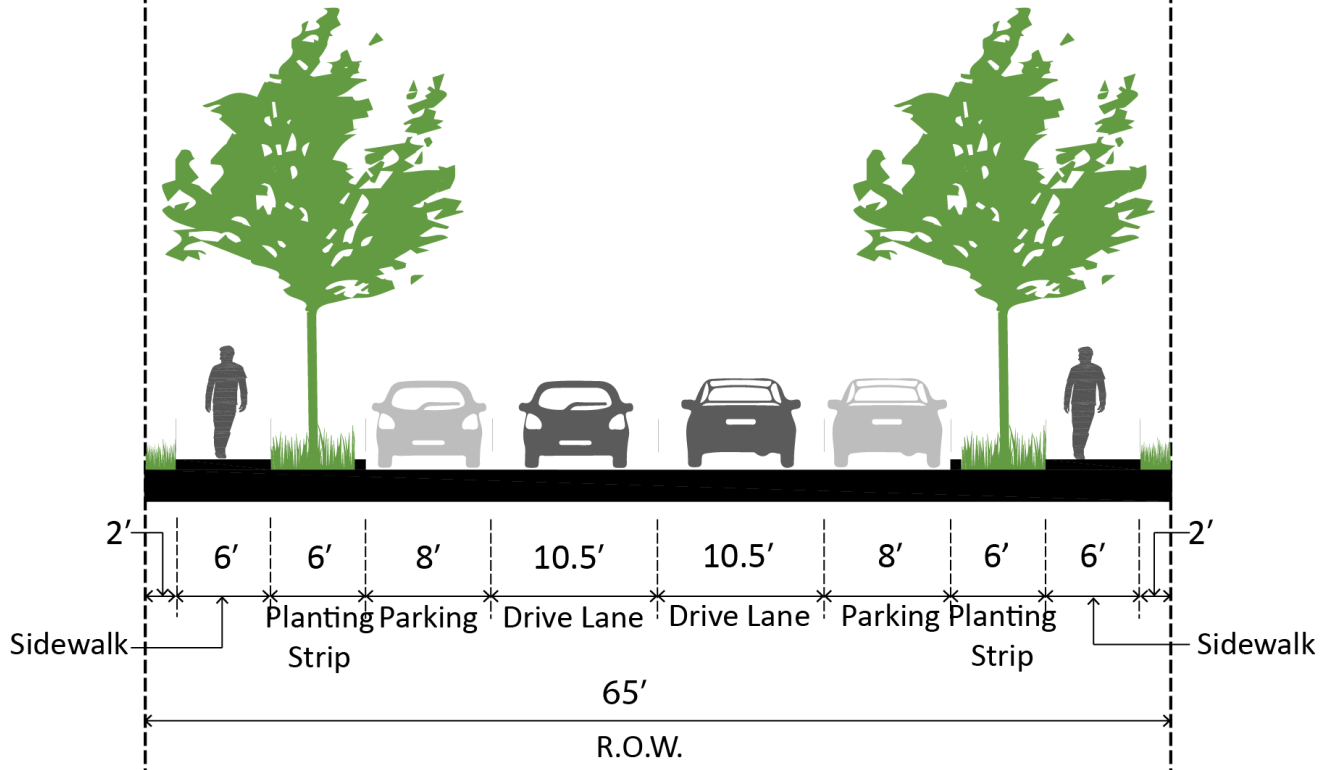 2’ 2’
6’ 6’ 8’ 10.5’ 10.5’ 8’ 6’ 6’
Planting Parking Drive Lane Drive Lane Parking Planting
Sidewalk Strip Strip Sidewalk
65’
R.O.W.